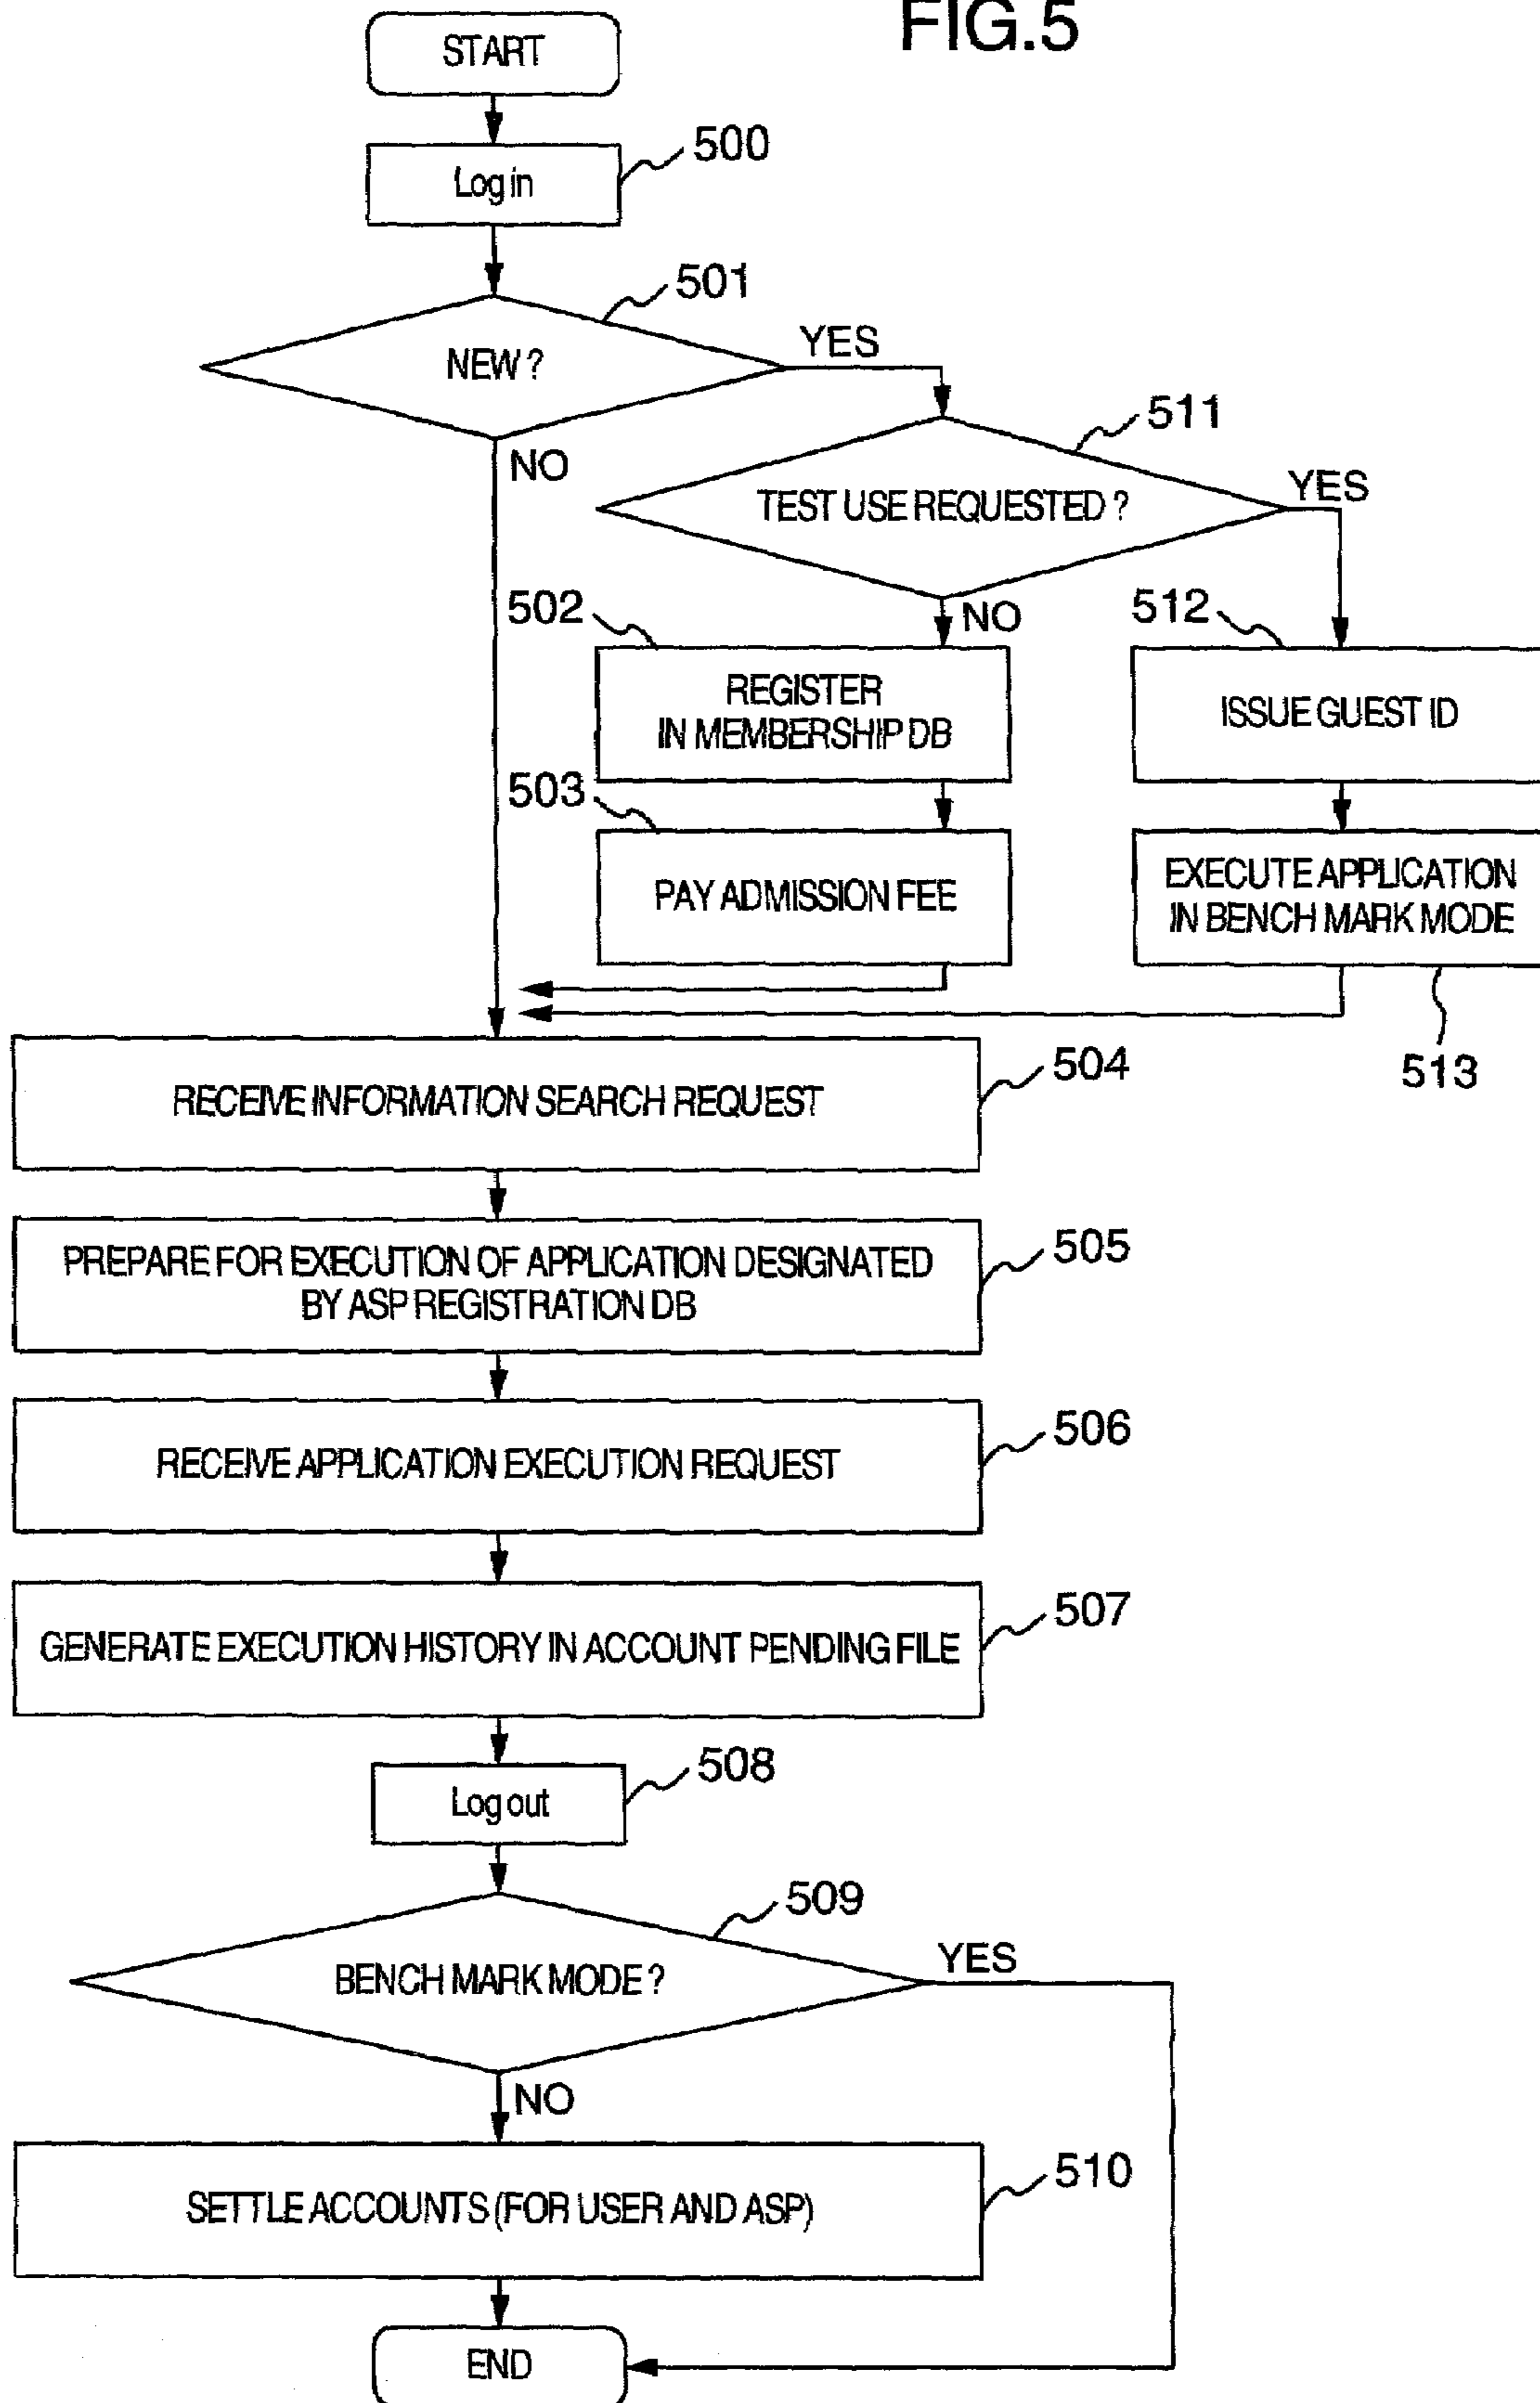 FIG.5
START
Log in
500
501
NEW ?
YES
511
NO
TEST USE REQUESTED ?
YES
502
NO
512
REGISTER
IN MEMBERSHIP DB
ISSUE GUEST ID
503
PAY ADMISSION FEE
EXECUTE APPLICATION
IN BENCH MARK MODE
513
RECEIVE INFORMATION SEARCH REQUEST
504
PREPARE FOR EXECUTION OF APPLICATION DESIGNATED
BY ASP REGISTRATION DB
505
RECEIVE APPLICATION EXECUTION REQUEST
506
GENERATE EXECUTION HISTORY IN ACCOUNT PENDING FILE
507
Log out
508
509
BENCH MARK MODE ?
YES
NO
SETTLE ACCOUNTS (FOR USER AND ASP)
510
END